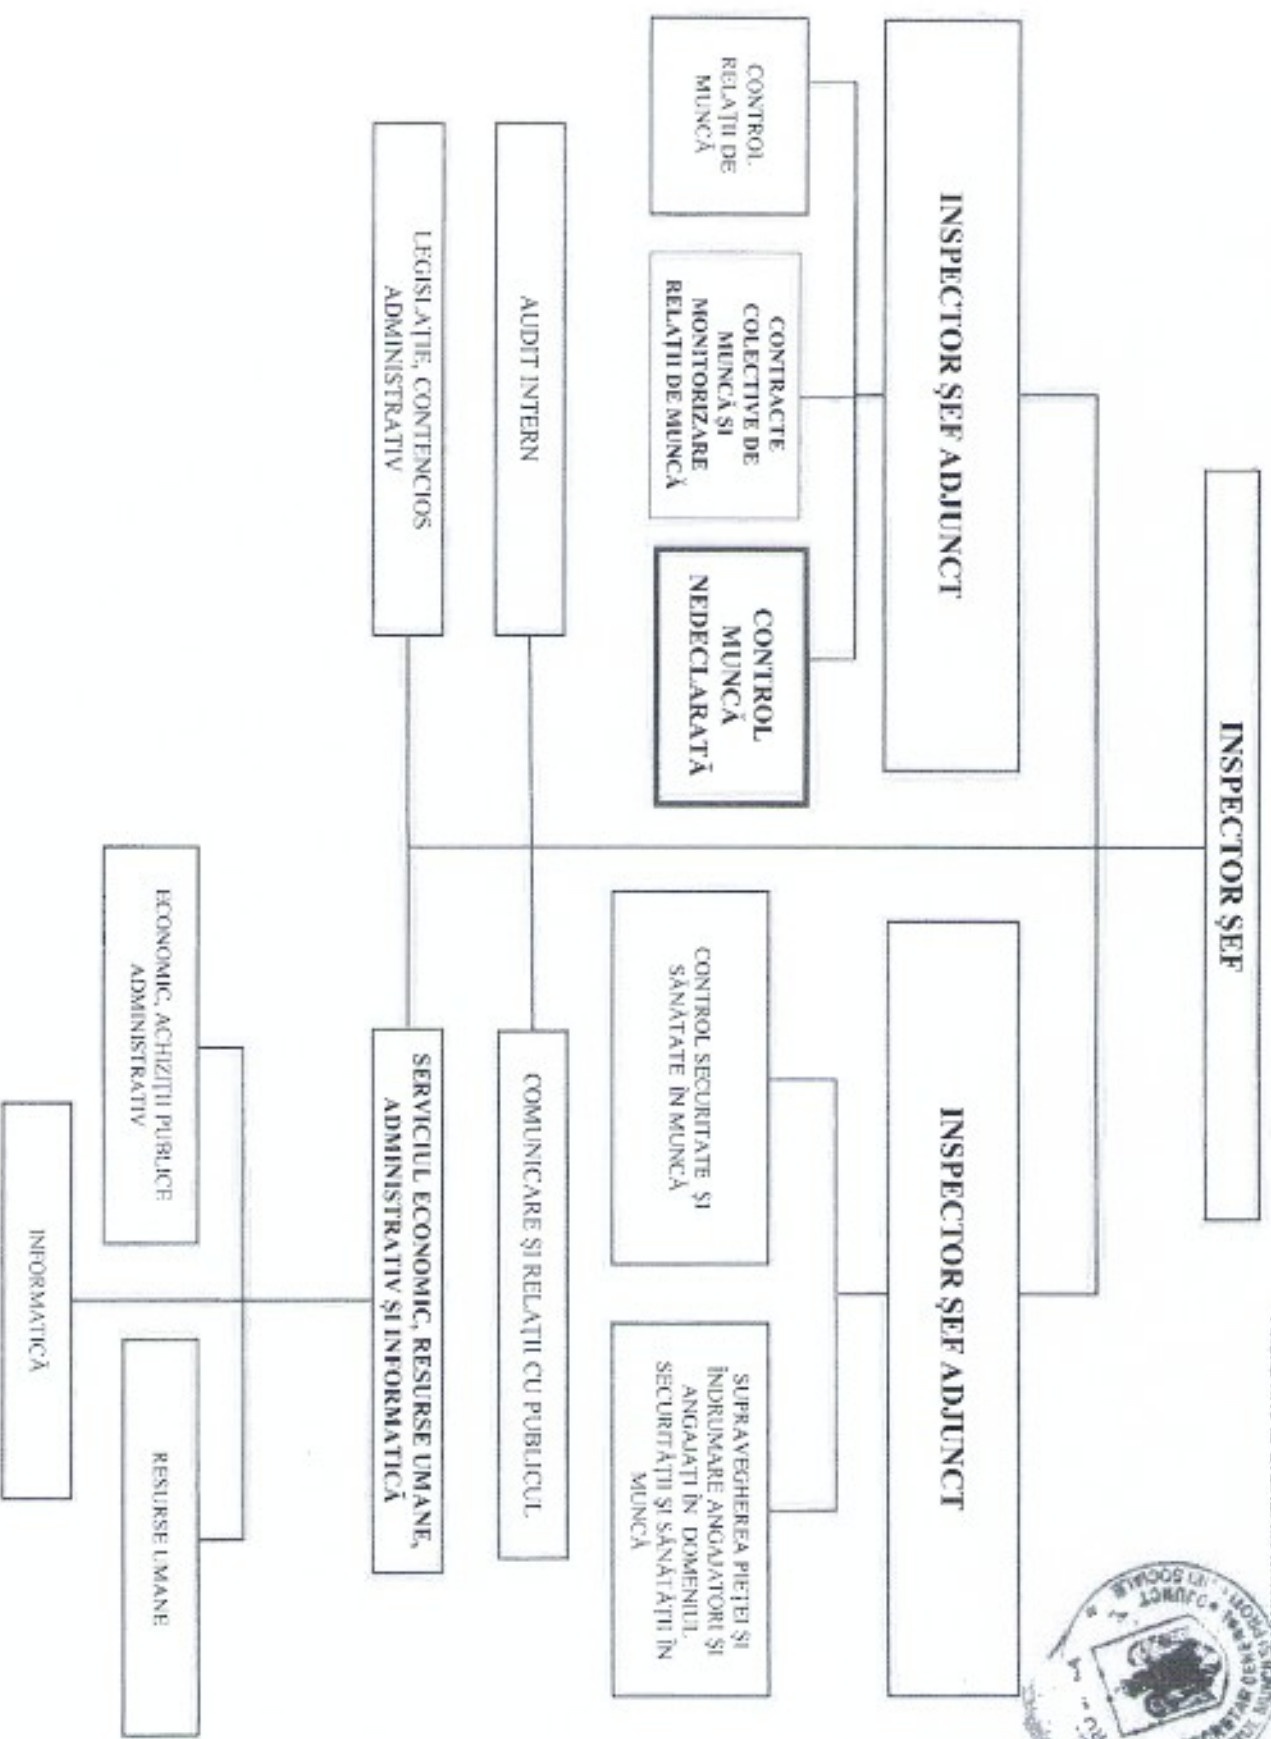 INSPECTOR ŞEF
INSPECTOR ŞEF ADJUNCT
INSPECTOR ŞEF ADJUNCT
CONTROL
RELAŢII DE
MUNCĂ
CONTRACTE
COLECTIVE DE
MUNCĂ ŞI
MONITORIZARE
RELAŢII DE MUNCĂ
CONTROL
MUNCĂ
NEDECLARATĂ
CONTROL SECURITATE ŞI
SĂNĂTATE ÎN MUNCĂ
SUPRAVEGHEREA PIEŢEI ŞI
ÎNDRUMARE ANGAJATORI ŞI
ANGAJAŢI ÎN DOMENIUL
SECURITĂŢII ŞI SĂNĂTĂŢII ÎN
MUNCĂ
AUDIT INTERN
COMUNICARE ŞI RELAŢII CU PUBLICUL
LEGISLAŢIE, CONTENCIOS
ADMINISTRATIV
SERVICIUL ECONOMIC, RESURSE UMANE,
ADMINISTRATIV ŞI INFORMATICĂ
ECONOMIC, ACHIZIŢII PUBLICE
ADMINISTRATIV
RESURSE UMANE
INFORMATICĂ